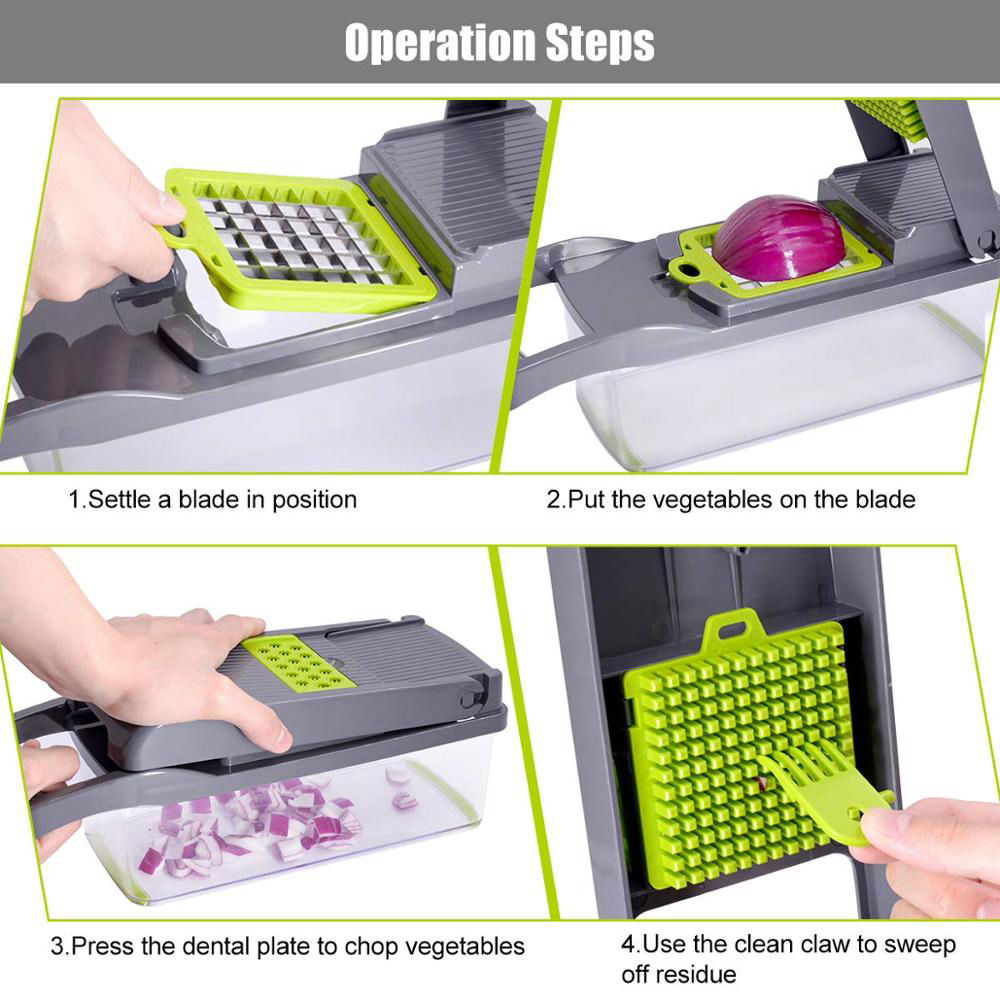 Operation Steps
1.Settle a blade in position
2.Put the vegetables on the blade
3.Press the dental plate to chop vegetables
4.Use the clean claw to sweep
off residue